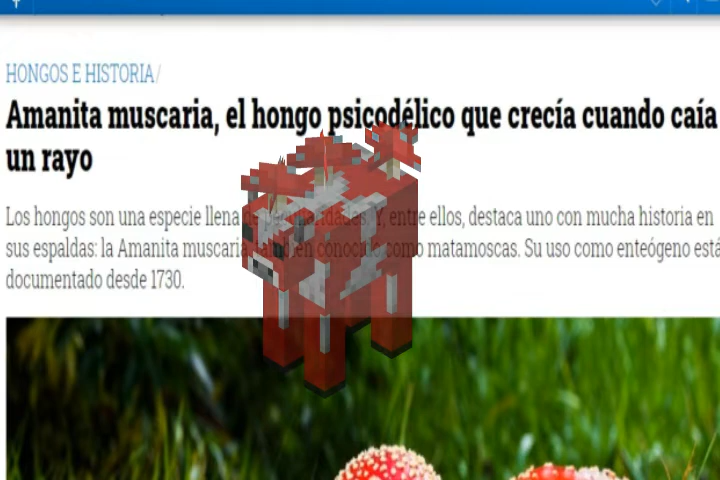 HONGOS E HISTORIA/
Amanita muscaria, el hongo psicodélico que crecía cuando caía
un rayo
Los hongos son una especie llena de Y, entre ellos, destaca uno con mucha historia en
sus espaldas: la Amanita muscaria, conocido como matamoscas. Su uso como enteógeno está
documentado desde 1730.